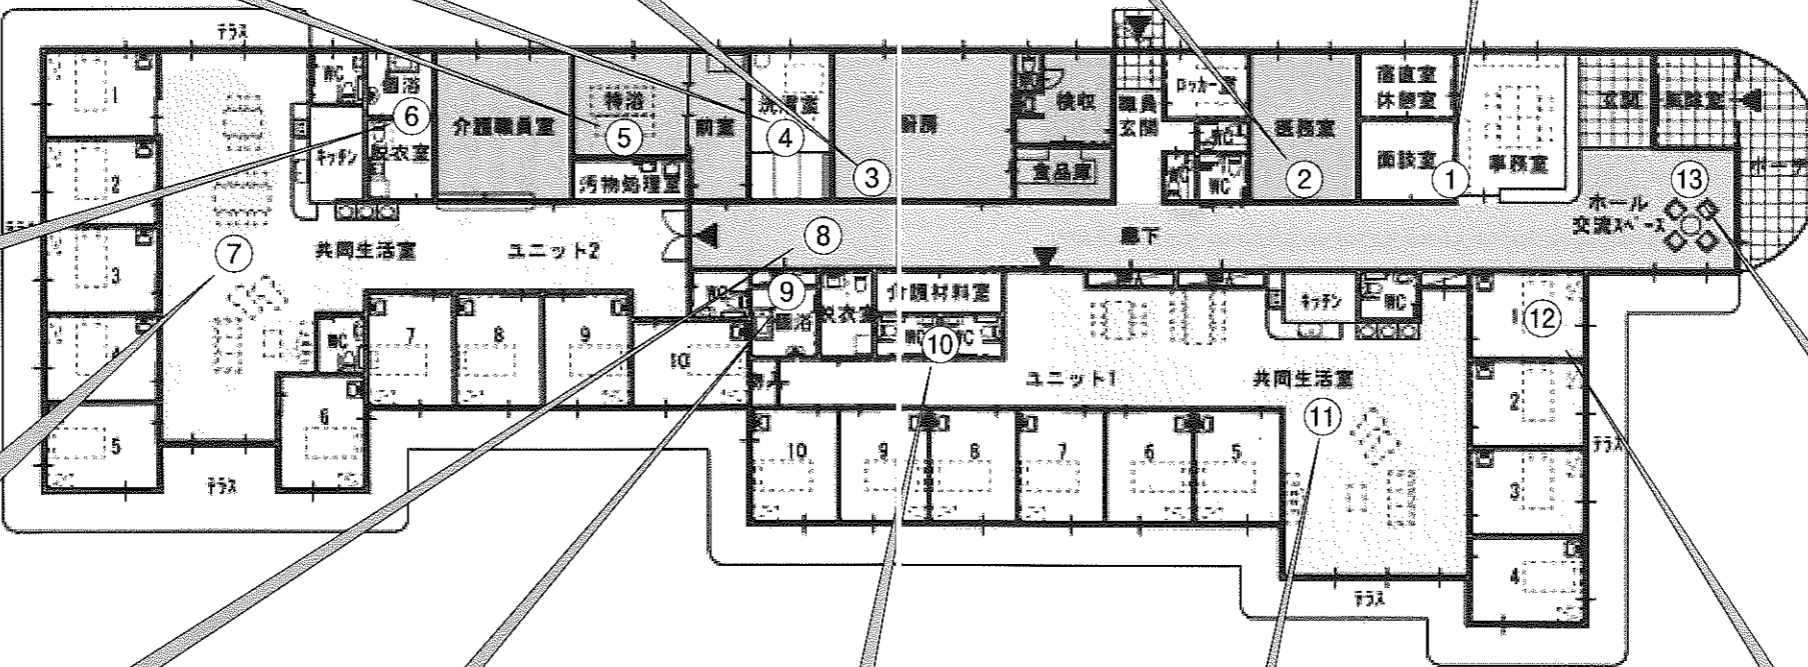 テラス
WC
個浴
⑥
脱衣室
キッチン
介護職員室
特浴
⑤
汚物処理室
前室
洗濯室
④
③
厨房
検収
食品庫
職員
玄関
ロッカー室
WC
WC
WC
医務室
②
宿直室
休憩室
面談室
①
事務室
玄関
風除室
ポーチ
⑬
ホール
交流スペース
1
2
3
4
5
テラス
⑦
共同生活室
ユニット2
⑧
廊下
WC
7
8
9
10
6
テラス
WC
⑨
個浴
脱衣室
介護材料室
WC
WC
⑩
物入
ユニット1
共同生活室
キッチン
WC
⑪
10
9
8
7
6
5
テラス
1
⑫
2
3
4
テラス